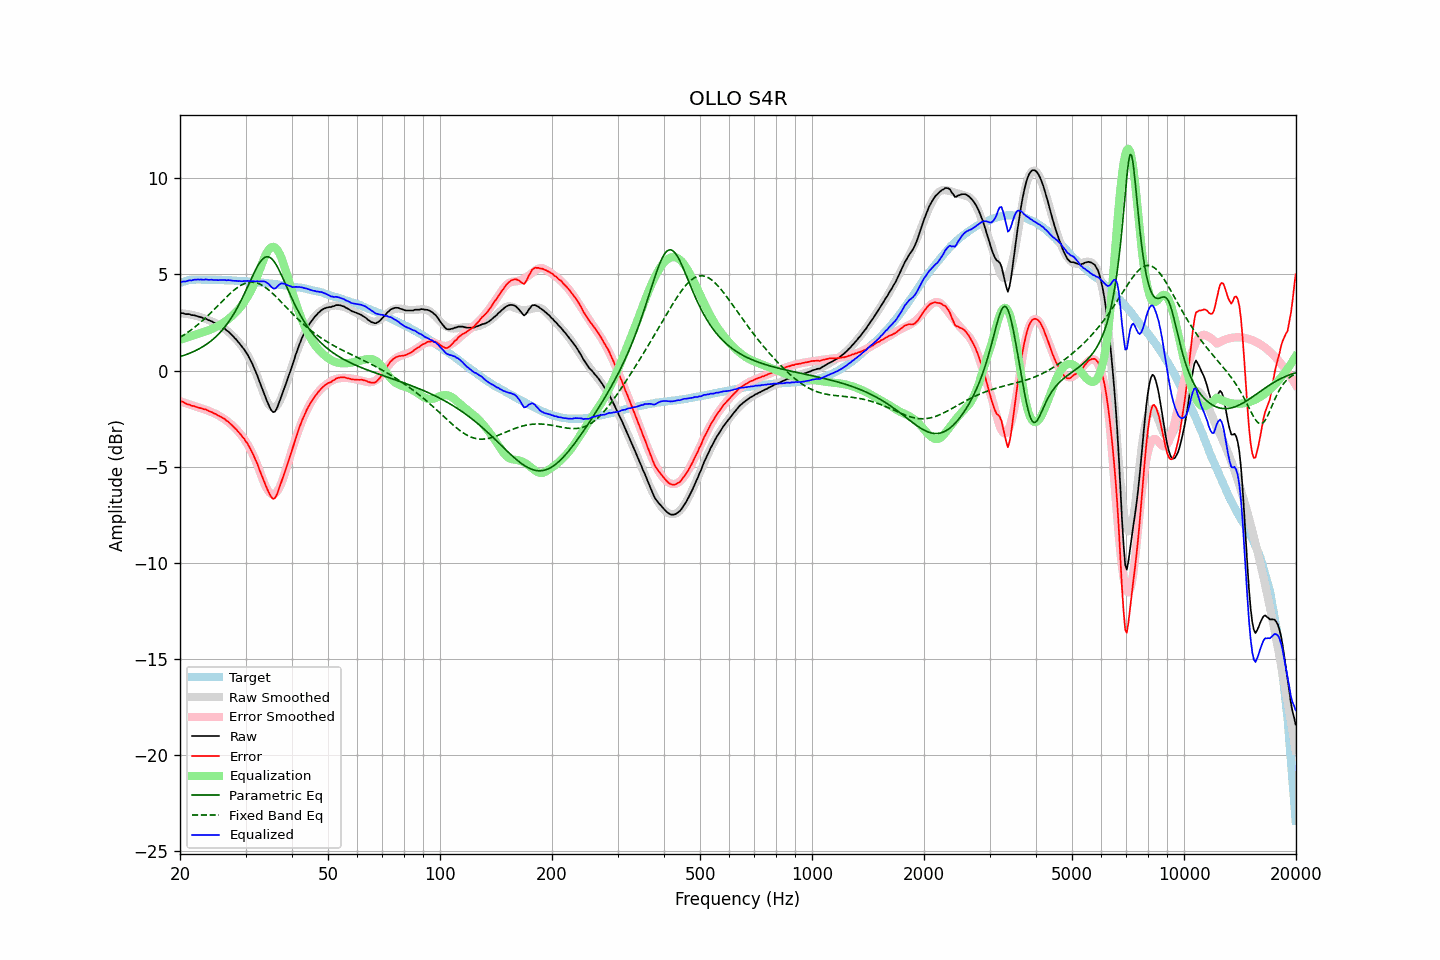 OLLO S4R
Amplitude (dBr)
10
5
0
−5
−10
−15
−20
−25
Target
Raw Smoothed
Error Smoothed
Raw
Error
Equalization
Parametric Eq
Fixed Band Eq
Equalized
20 50 100 200 500 1000 2000 5000 10000 20000
Frequency (Hz)